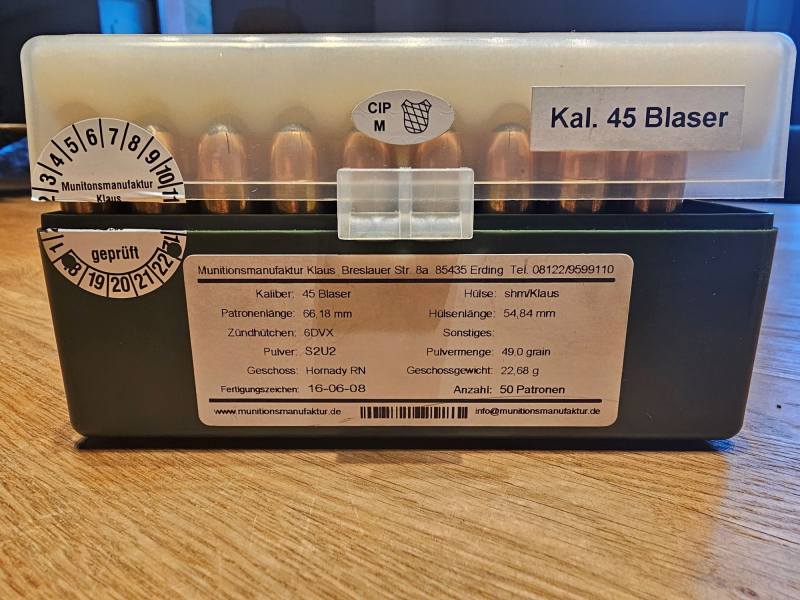 CIP
M
Kal. 45 Blaser
2 3 4 5 6 7 8 9 10 11
Munitonsmanufaktur
Klaus
geprüft
1
18 19 20 21 22
Munitionsmanufaktur Klaus Breslauer Str. 8a 85435 Erding Tel. 08122/9599110
Kaliber: 45 Blaser Hülse: shm/Klaus
Patronenlänge: 66,18 mm Hülsenlänge: 54,84 mm
Zündhütchen: 6DVX Sonstiges:
Pulver: S2U2 Pulvermenge: 49,0 grain
Geschoss: Hornady RN Geschossgewicht: 22,68 g
Fertigungszeichen: 16-06-08 Anzahl: 50 Patronen
www.munitionsmanufaktur.de info@munitionsmanufaktur.de